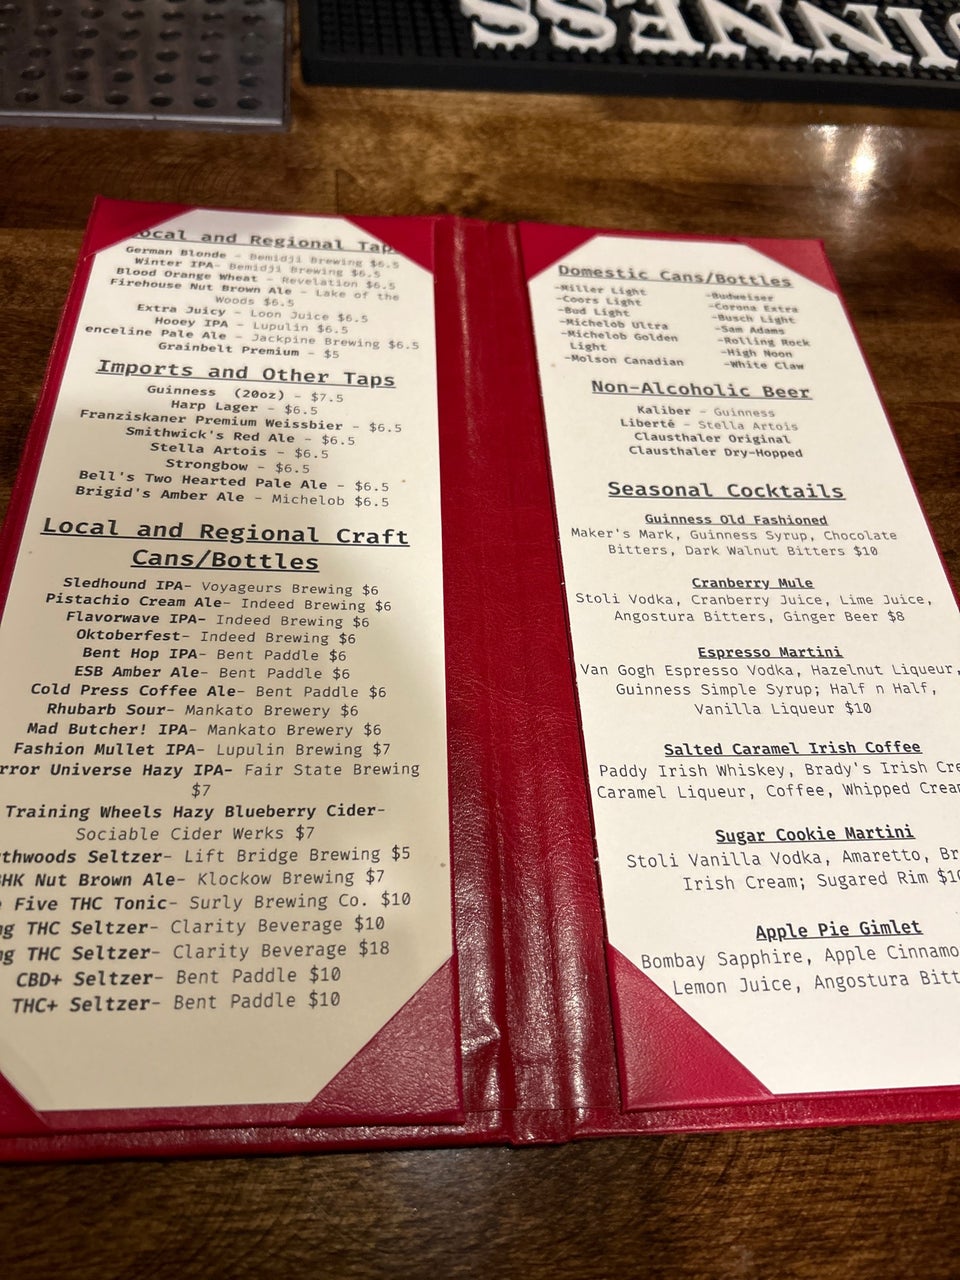 INNESS
Local and Regional Taps
German Blonde - Bemidji Brewing $6.5
Winter IPA- Bemidji Brewing $6.5
Blood Orange Wheat - Revelation $6.5
Firehouse Nut Brown Ale - Lake of the
Woods $6.5
Extra Juicy - Loon Juice $6.5
Hooey IPA - Lupulin $6.5
enceline Pale Ale - Jackpine Brewing $6.5
Grainbelt Premium - $5
Imports and Other Taps
Guinness (20oz) - $7.5
Harp Lager - $6.5
Franziskaner Premium Weissbier - $6.5
Smithwick's Red Ale - $6.5
Stella Artois - $6.5
Strongbow - $6.5
Bell's Two Hearted Pale Ale - $6.5
Brigid's Amber Ale - Michelob $6.5
Local and Regional Craft
Cans/Bottles
Sledhound IPA- Voyageurs Brewing $6
Pistachio Cream Ale- Indeed Brewing $6
Flavorwave IPA- Indeed Brewing $6
Oktoberfest- Indeed Brewing $6
Bent Hop IPA- Bent Paddle $6
ESB Amber Ale- Bent Paddle $6
Cold Press Coffee Ale- Bent Paddle $6
Rhubarb Sour- Mankato Brewery $6
Mad Butcher! IPA- Mankato Brewery $6
Fashion Mullet IPA- Lupulin Brewing $7
rror Universe Hazy IPA- Fair State Brewing
$7
Training Wheels Hazy Blueberry Cider-
Sociable Cider Werks $7
thwoods Seltzer- Lift Bridge Brewing $5
HK Nut Brown Ale- Klockow Brewing $7
e Five THC Tonic- Surly Brewing Co. $10
g THC Seltzer- Clarity Beverage $10
g THC Seltzer- Clarity Beverage $18
CBD+ Seltzer- Bent Paddle $10
THC+ Seltzer- Bent Paddle $10
Domestic Cans/Bottles
-Miller Light
-Coors Light
-Bud Light
-Michelob Ultra
-Michelob Golden
Light
-Molson Canadian
-Budweiser
-Corona Extra
-Busch Light
-Sam Adams
-Rolling Rock
-High Noon
-White Claw
Non-Alcoholic Beer
Kaliber - Guinness
Liberté - Stella Artois
Clausthaler Original
Clausthaler Dry-Hopped
Seasonal Cocktails
Guinness Old Fashioned
Maker's Mark, Guinness Syrup, Chocolate
Bitters, Dark Walnut Bitters $10
Cranberry Mule
Stoli Vodka, Cranberry Juice, Lime Juice,
Angostura Bitters, Ginger Beer $8
Espresso Martini
Van Gogh Espresso Vodka, Hazelnut Liqueur,
Guinness Simple Syrup; Half n Half,
Vanilla Liqueur $10
Salted Caramel Irish Coffee
Paddy Irish Whiskey, Brady's Irish Cre
Caramel Liqueur, Coffee, Whipped Crea
Sugar Cookie Martini
Stoli Vanilla Vodka, Amaretto, Br
Irish Cream; Sugared Rim $10
Apple Pie Gimlet
Bombay Sapphire, Apple Cinnamo
Lemon Juice, Angostura Bitt